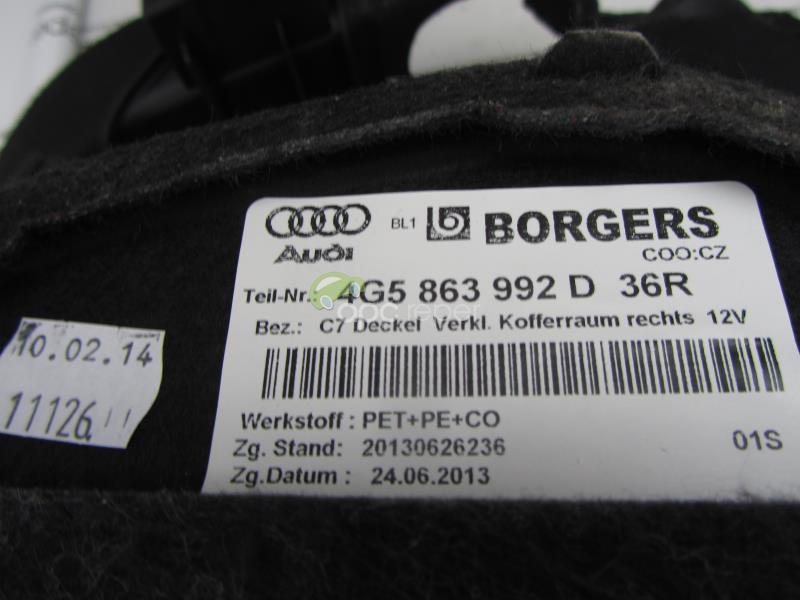 Audi
BL1 BORGERS
COO:CZ
Teil-Nr.: 4G5 863 992 D 36R
Bez.: C7 Deckel Verkl. Kofferraum rechts 12V
Werkstoff : PET+PE+CO
Zg. Stand: 20130626236
01S
Zg.Datum : 24.06.2013
10.02.14
11126